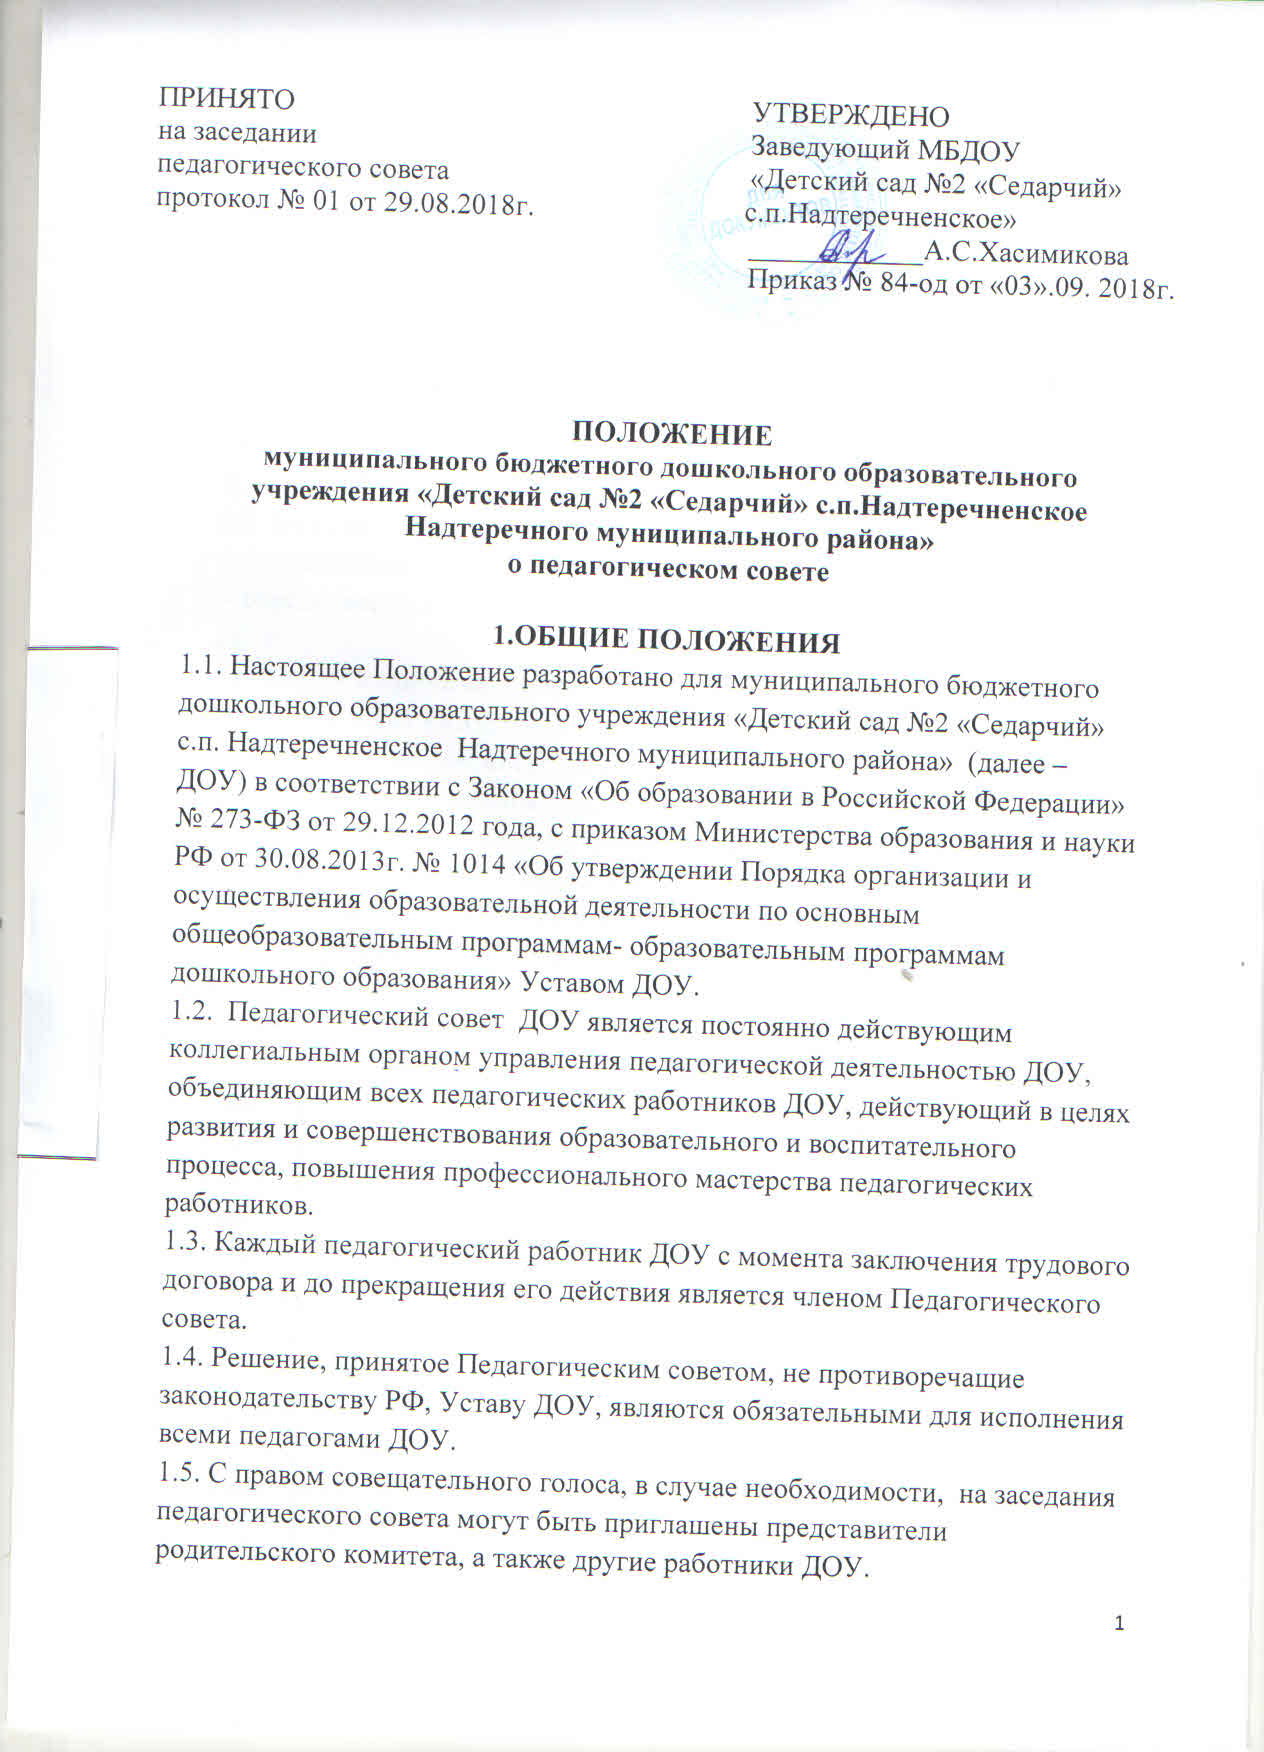 ПРИНЯТО
на заседании
педагогического совета
протокол № 01 от 29.08.2018г.
УТВЕРЖДЕНО
Заведующий МБДОУ
«Детский сад №2 «Седарчий»
с.п.Надтеречненское»
____________А.С.Хасимикова
Приказ № 84-од от «03».09. 2018г.
ДЛЯ
ДОКУМЕНТОВ
ПОЛОЖЕНИЕ
муниципального бюджетного дошкольного образовательного
учреждения «Детский сад №2 «Седарчий» с.п.Надтеречненское
Надтеречного муниципального района»
о педагогическом совете
1.ОБЩИЕ ПОЛОЖЕНИЯ
1.1. Настоящее Положение разработано для муниципального бюджетного
дошкольного образовательного учреждения «Детский сад №2 «Седарчий»
с.п. Надтеречненское  Надтеречного муниципального района»  (далее –
ДОУ) в соответствии с Законом «Об образовании в Российской Федерации»
№ 273-ФЗ от 29.12.2012 года, с приказом Министерства образования и науки
РФ от 30.08.2013г. № 1014 «Об утверждении Порядка организации и
осуществления образовательной деятельности по основным
общеобразовательным программам- образовательным программам
дошкольного образования» Уставом ДОУ.
1.2.  Педагогический совет  ДОУ является постоянно действующим
коллегиальным органом управления педагогической деятельностью ДОУ,
объединяющим всех педагогических работников ДОУ, действующий в целях
развития и совершенствования образовательного и воспитательного
процесса, повышения профессионального мастерства педагогических
работников.
1.3. Каждый педагогический работник ДОУ с момента заключения трудового
договора и до прекращения его действия является членом Педагогического
совета.
1.4. Решение, принятое Педагогическим советом, не противоречащие
законодательству РФ, Уставу ДОУ, являются обязательными для исполнения
всеми педагогами ДОУ.
1.5. С правом совещательного голоса, в случае необходимости,  на заседания
педагогического совета могут быть приглашены представители
родительского комитета, а также другие работники ДОУ.
1